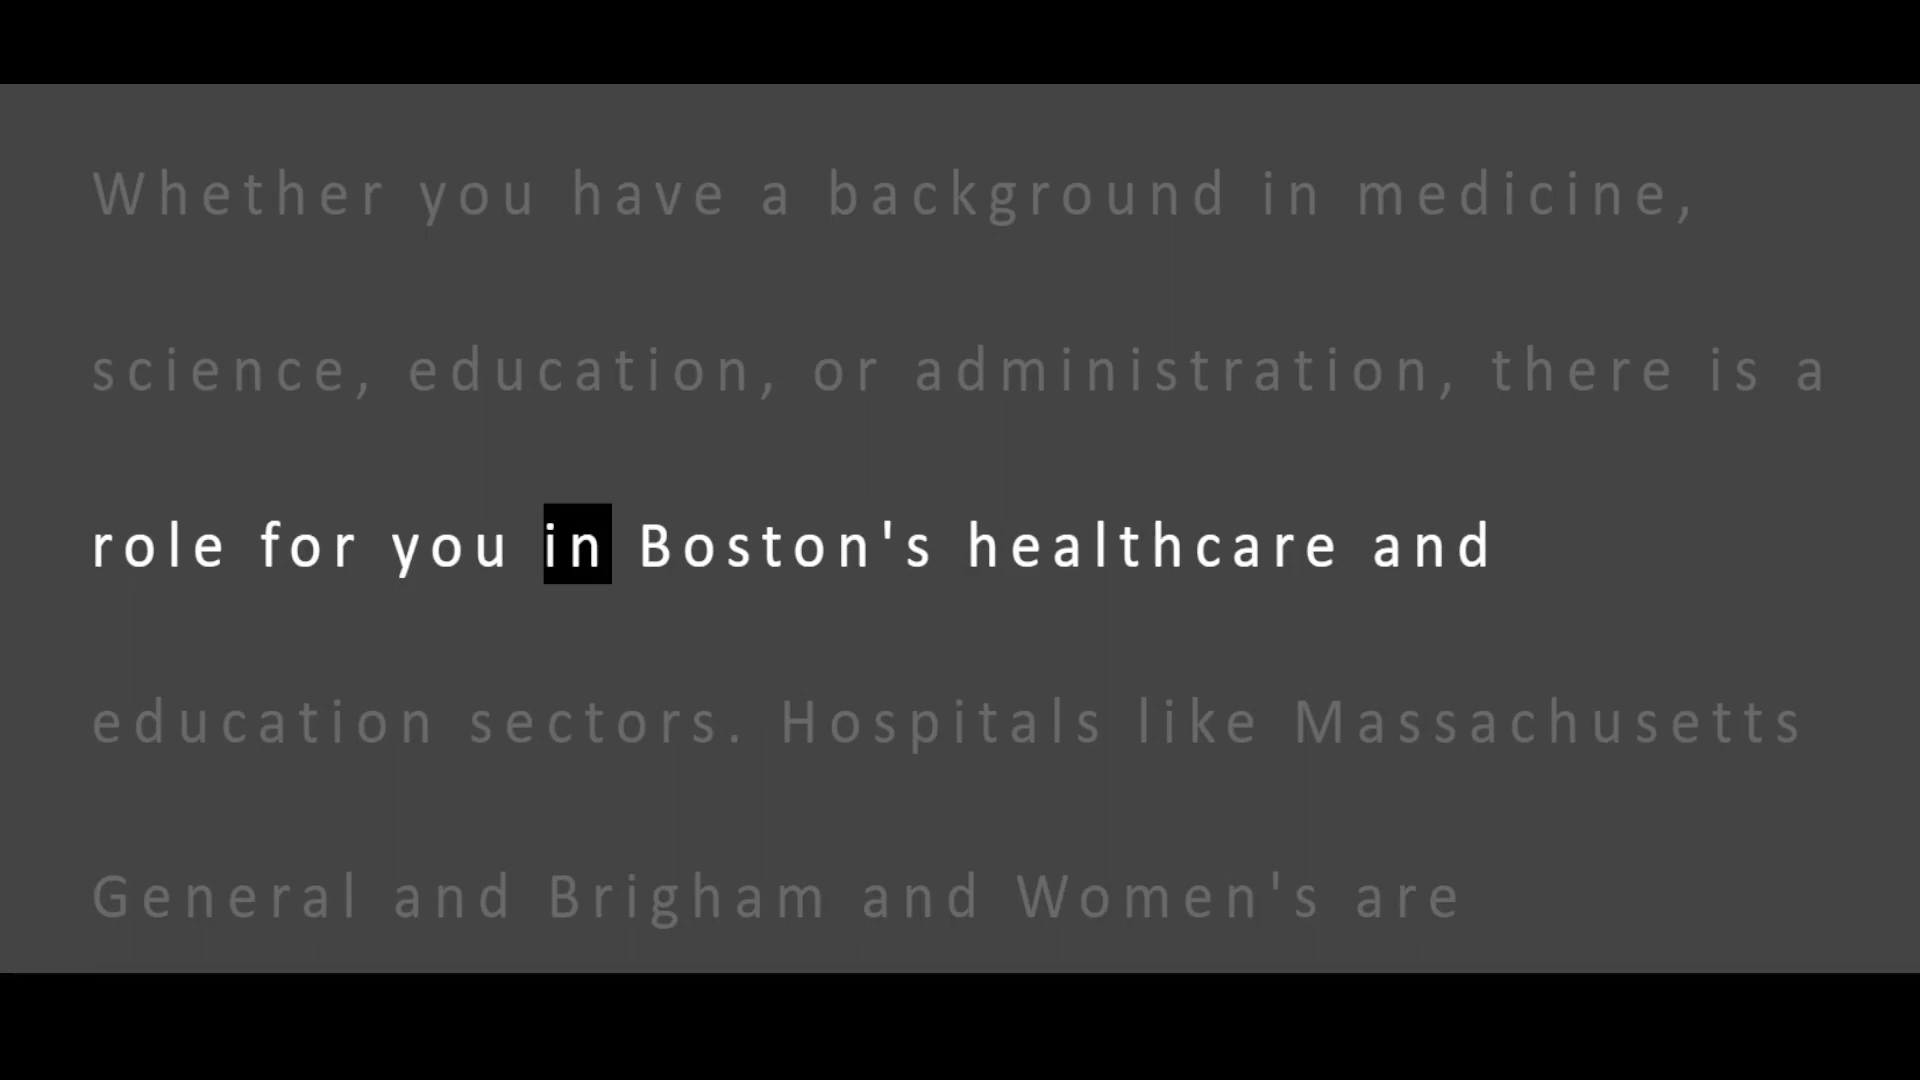 Whether you have a background in medicine,
science, education, or administration, there is a
role for you in Boston's healthcare and
education sectors. Hospitals like Massachusetts
General and Brigham and Women's are